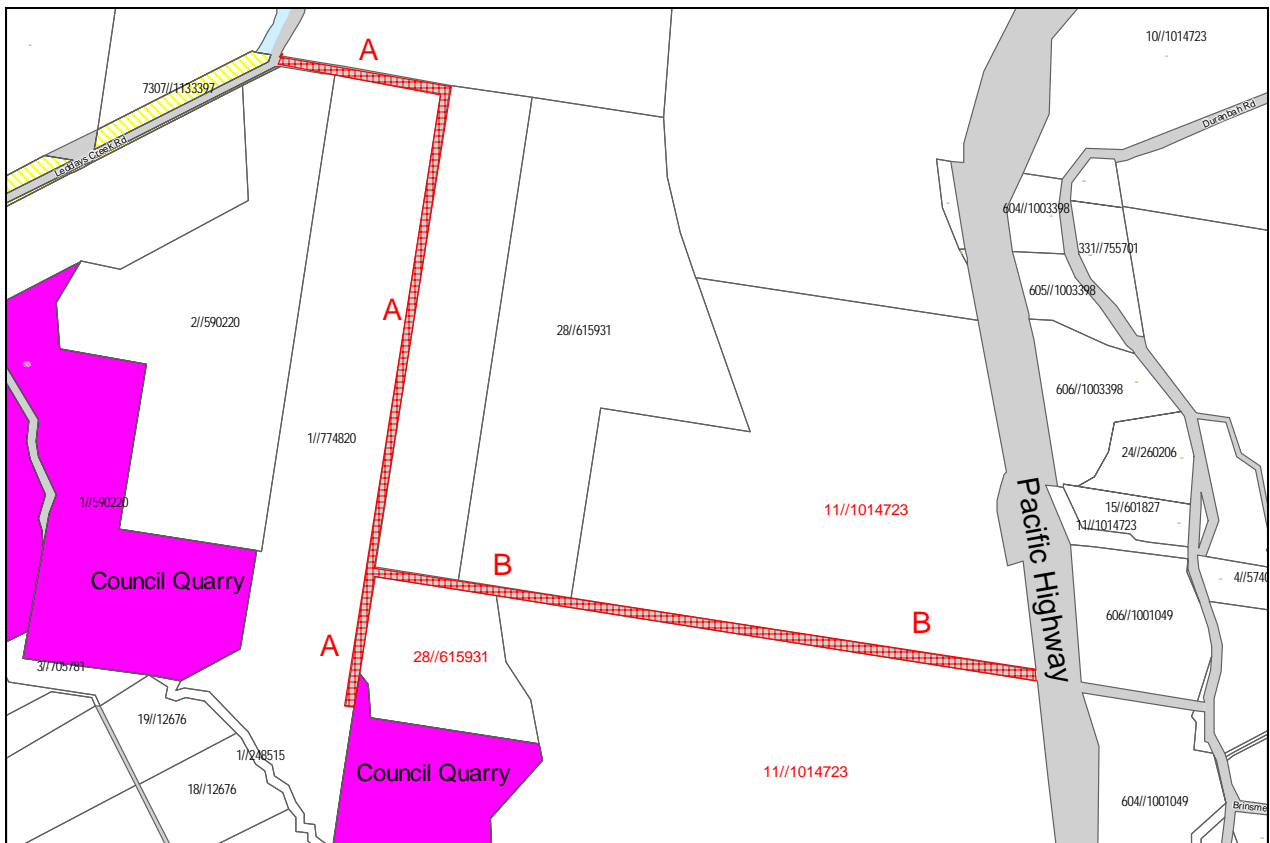 10//1014723
A
7307//1133397
Duranbah Rd
Leddays Creek Rd
604//1003398
331//755701
605//1003398
A
2//590220
28//615931
606//1003398
1//774820
24//260206
1//590220
15//601827
11//1014723
11//1014723
Pacific Highway
B
Council Quarry
606//1001049
B
A
28//615931
3//705781
19//12676
1//248515
Council Quarry
11//1014723
18//12676
604//1001049